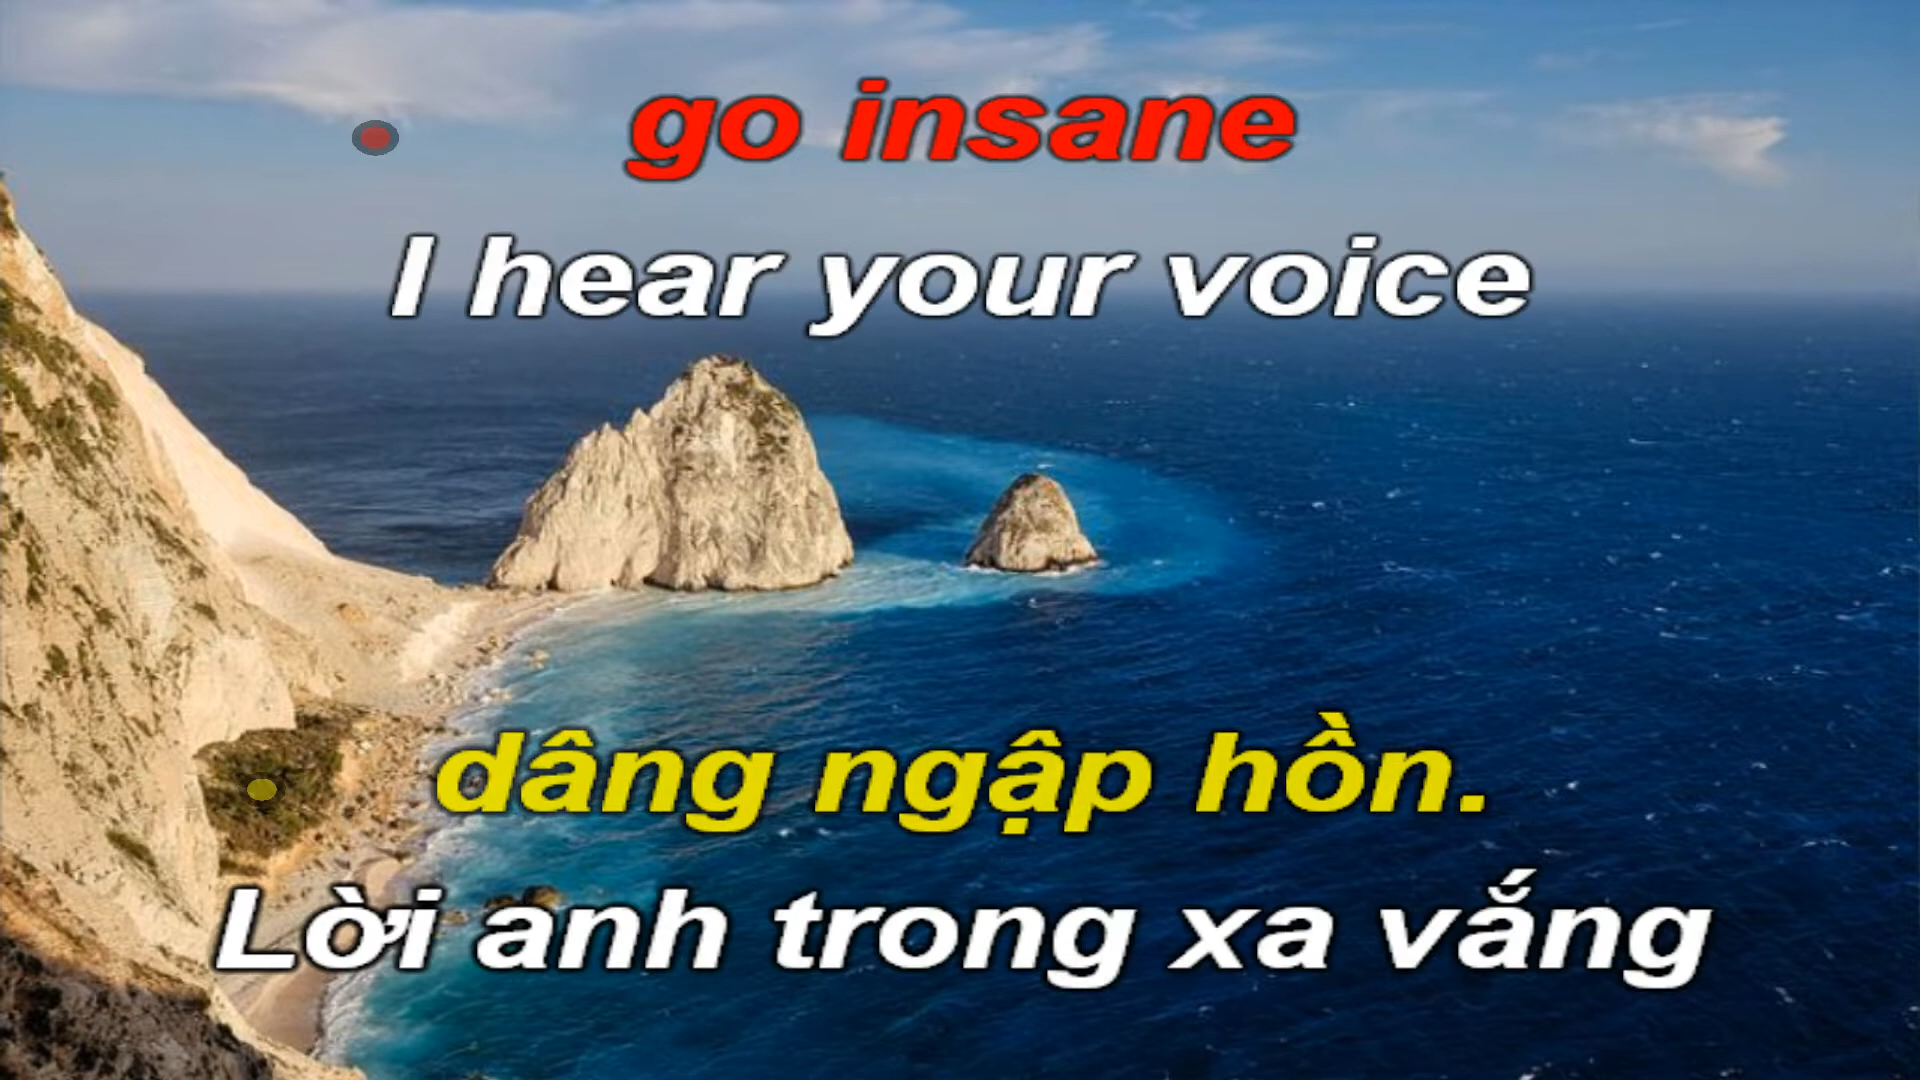 go insane
I hear your voice
dâng ngập hồn.
Lời anh trong xa vắng